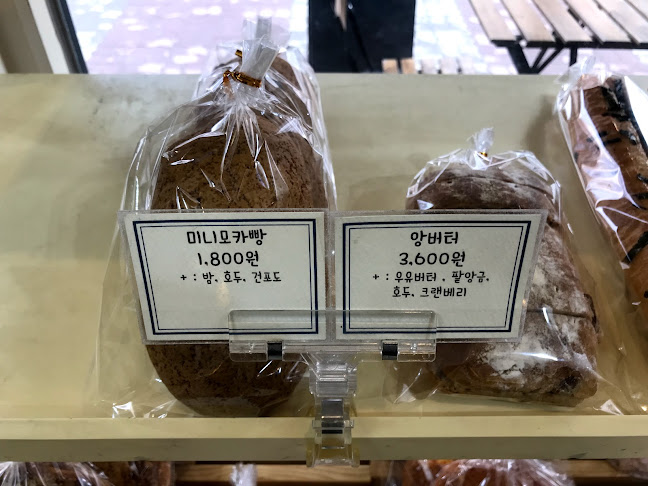 미니모카빵
1,800원
+ : 밤, 호두, 건포도
앙버터
3,600원
+ : 우유버터, 팥앙금,
호두, 크랜베리